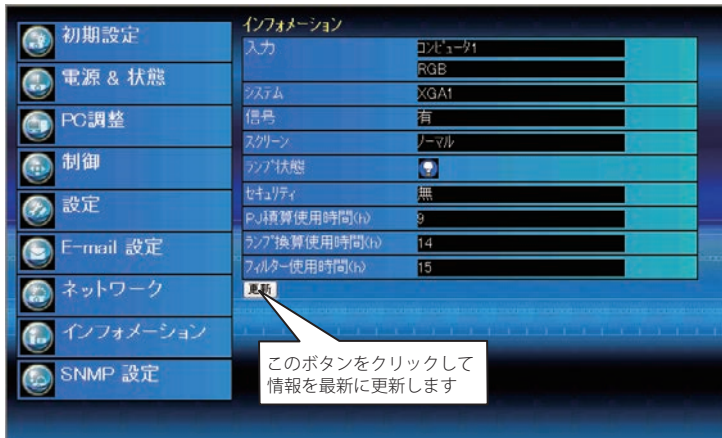 初期設定
電源 & 状態
PC調整
制御
設定
E-mail 設定
ネットワーク
インフォメーション
SNMP 設定
インフォメーション
入力 コンピュータ1
RGB
システム XGA1
信号 有
スクリーン ノーマル
ランプ状態
セキュリティ 無
PJ積算使用時間(h) 9
ランプ換算使用時間(h) 14
フィルター使用時間(h) 15
更新
このボタンをクリックして
情報を最新に更新します